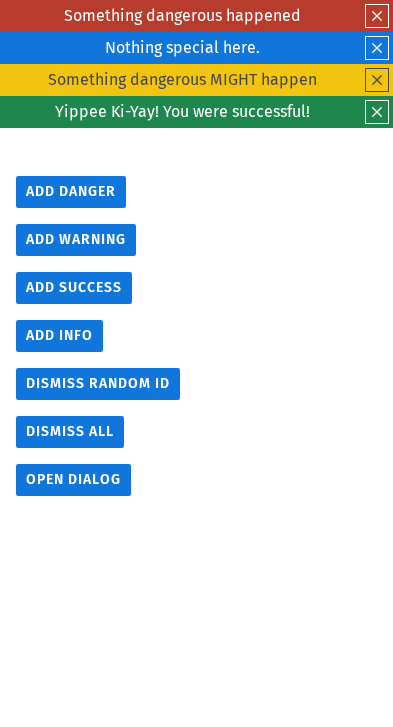 Something dangerous happened
Nothing special here.
Something dangerous MIGHT happen
Yippee Ki-Yay! You were successful!
ADD DANGER
ADD WARNING
ADD SUCCESS
ADD INFO
DISMISS RANDOM ID
DISMISS ALL
OPEN DIALOG